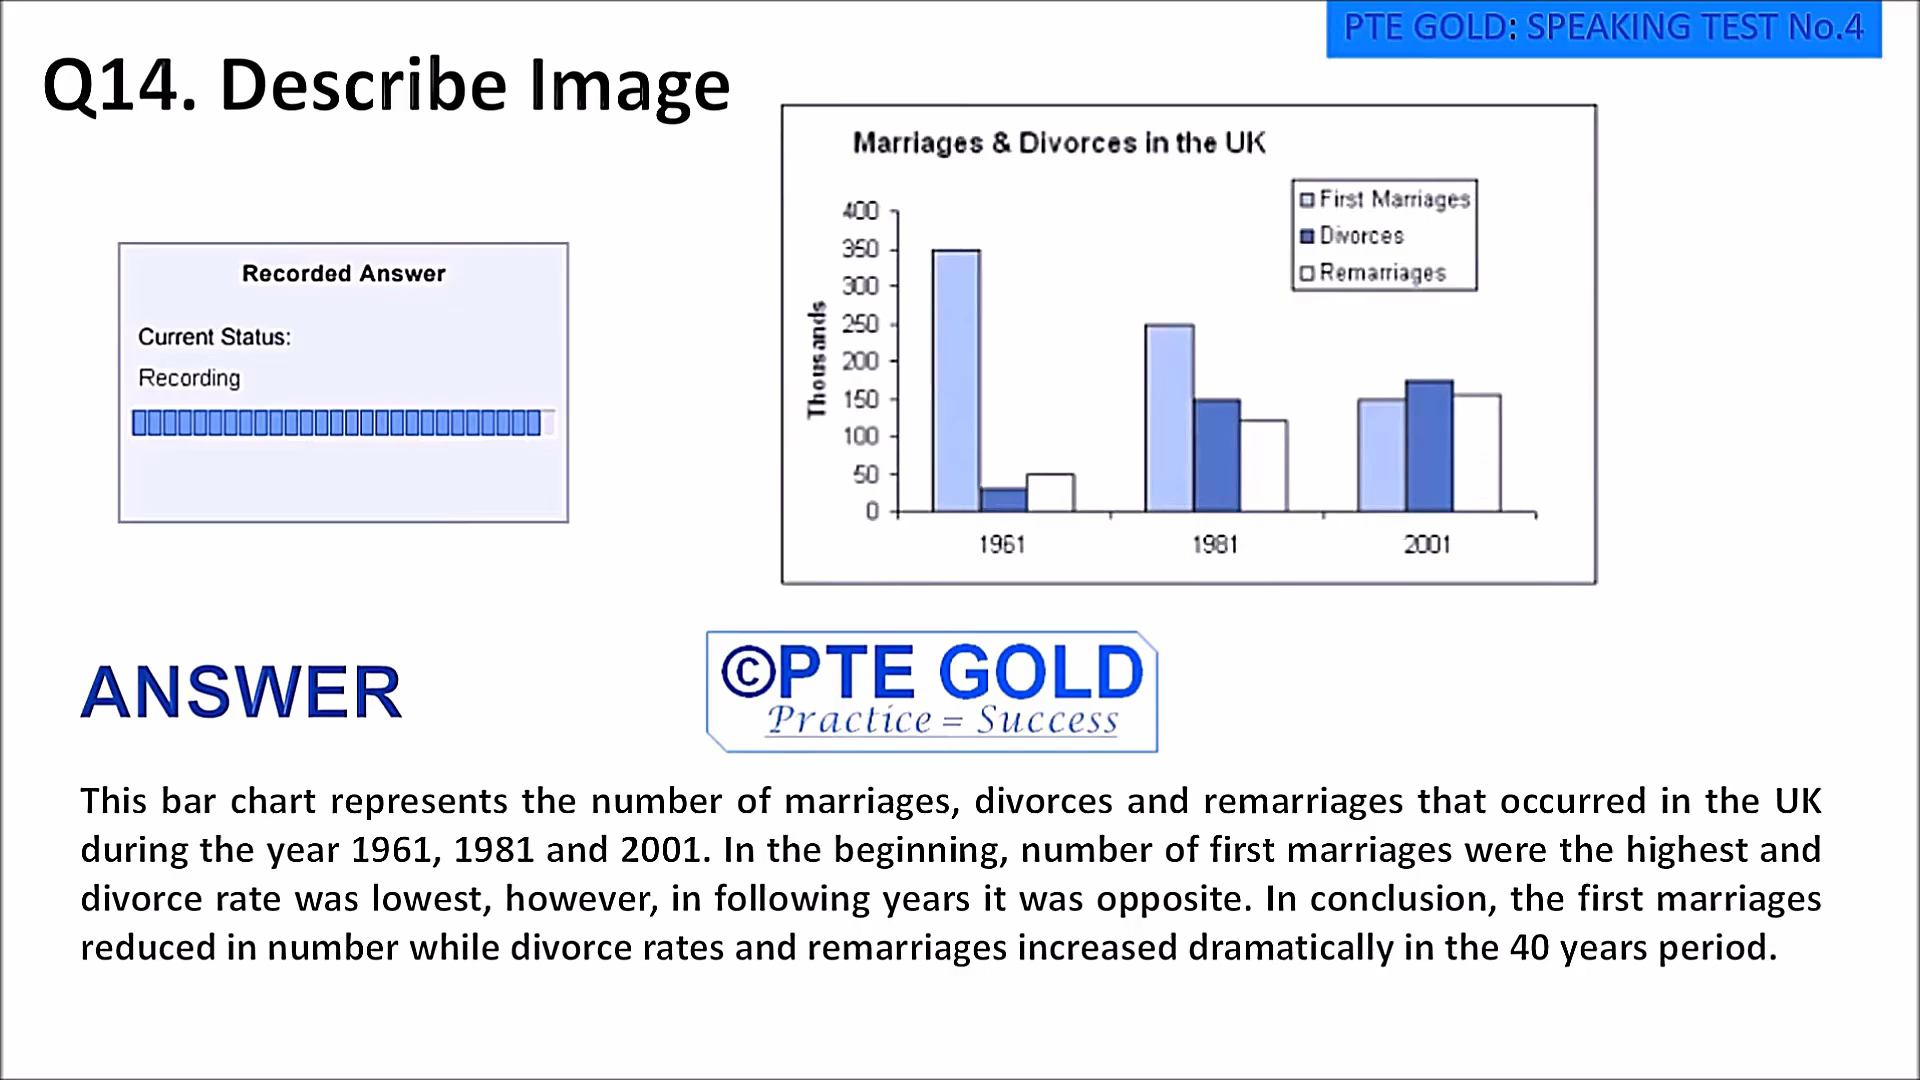 PTE GOLD: SPEAKING TEST No.4
Q14. Describe Image
Recorded Answer
Current Status:
Recording
Marriages & Divorces in the UK
First Marriages
Divorces
Remarriages
Thousands
400
350
300
250
200
150
100
50
0
1961
1981
2001
ANSWER
©PTE GOLD
Practice = Success
This bar chart represents the number of marriages, divorces and remarriages that occurred in the UK
during the year 1961, 1981 and 2001. In the beginning, number of first marriages were the highest and
divorce rate was lowest, however, in following years it was opposite. In conclusion, the first marriages
reduced in number while divorce rates and remarriages increased dramatically in the 40 years period.